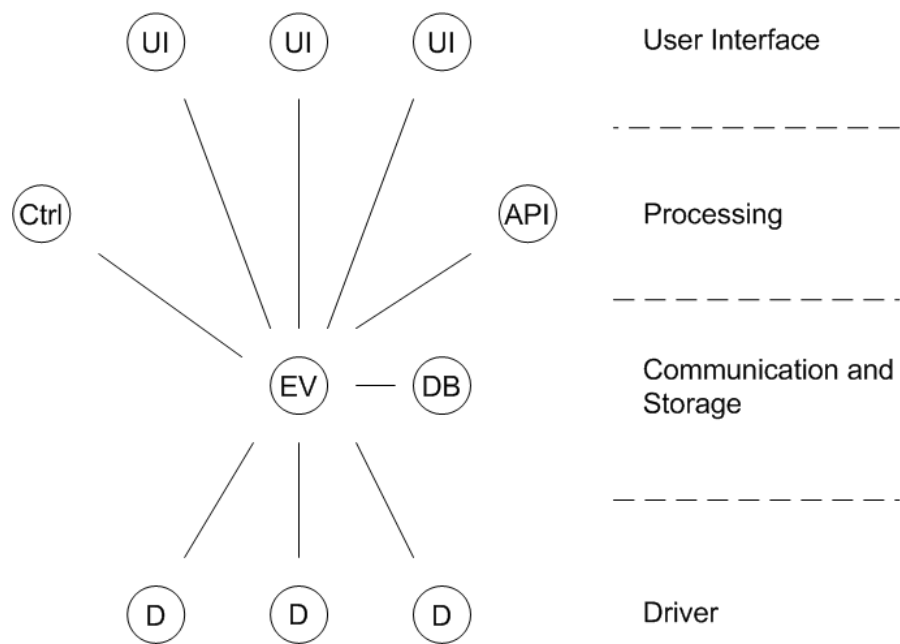 UI UI UI User Interface
Ctrl API Processing
EV DB Communication and
Storage
D D D Driver